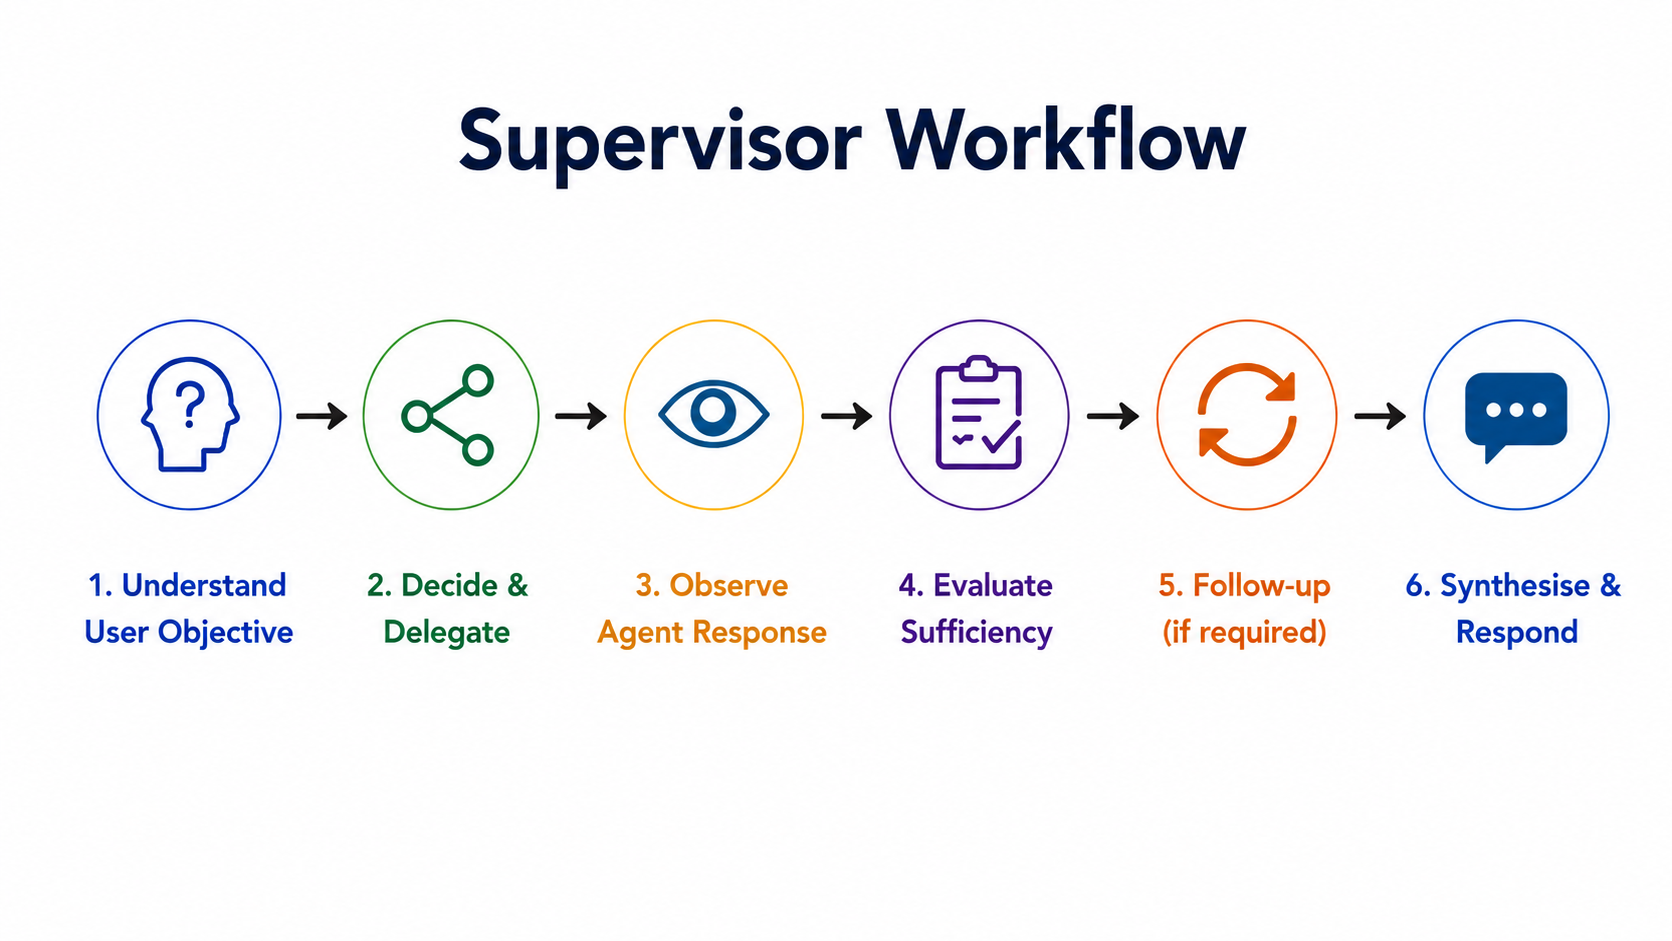 Supervisor Workflow
1. Understand
User Objective
2. Decide &
Delegate
3. Observe
Agent Response
4. Evaluate
Sufficiency
5. Follow-up
(if required)
6. Synthesise &
Respond